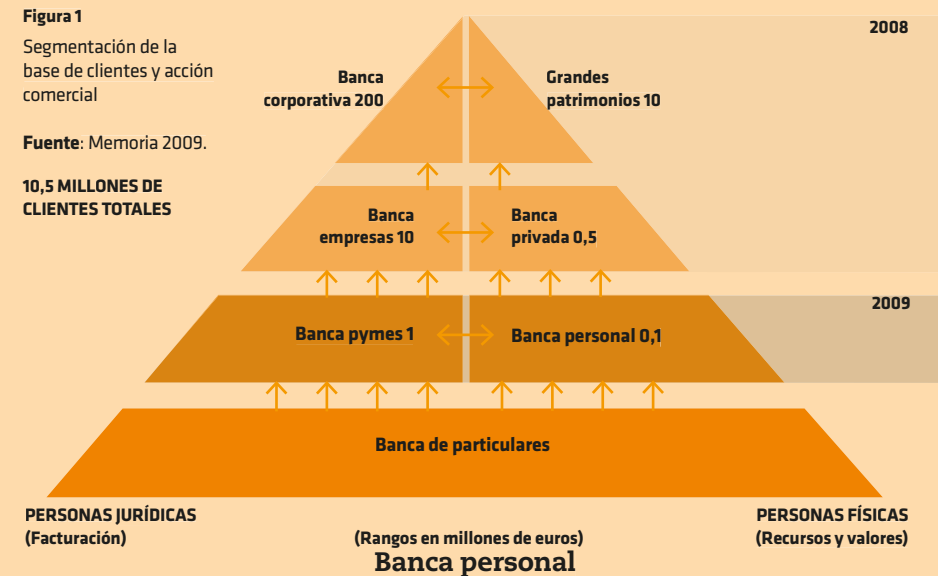 Figura 1
Segmentación de la
base de clientes y acción
comercial
Fuente: Memoria 2009.
10,5 MILLONES DE
CLIENTES TOTALES
2008
Banca
corporativa 200
Grandes
patrimonios 10
Banca
empresas 10
Banca
privada 0,5
2009
Banca pymes 1
Banca personal 0,1
Banca de particulares
PERSONAS JURÍDICAS
(Facturación)
(Rangos en millones de euros)
PERSONAS FÍSICAS
(Recursos y valores)
Banca personal